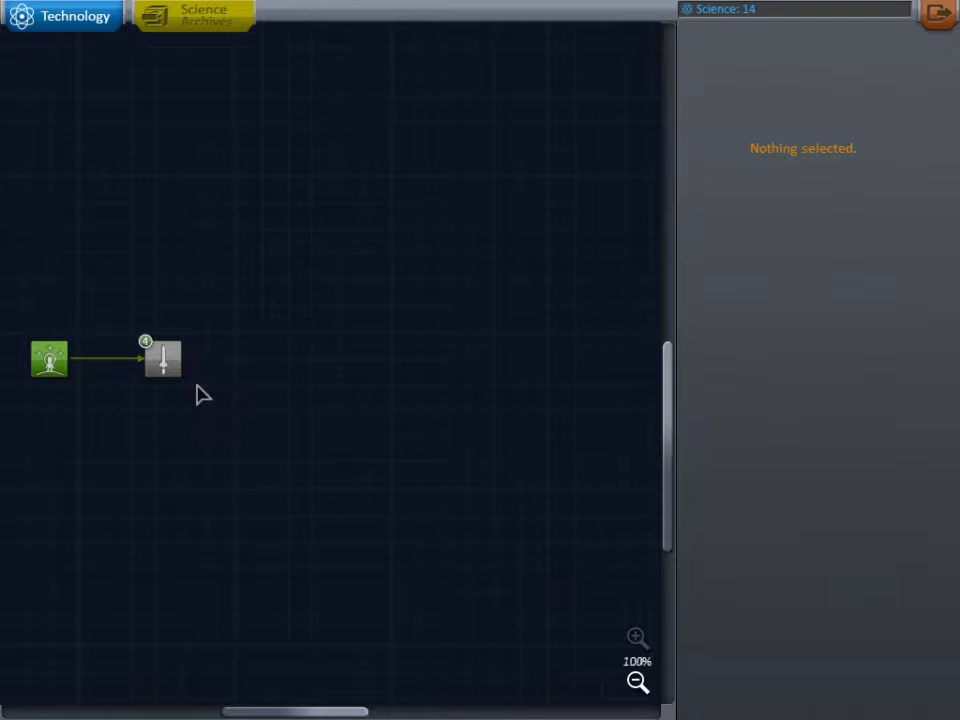 Technology
Science
Archives
Science: 14
Nothing selected.
4
100%